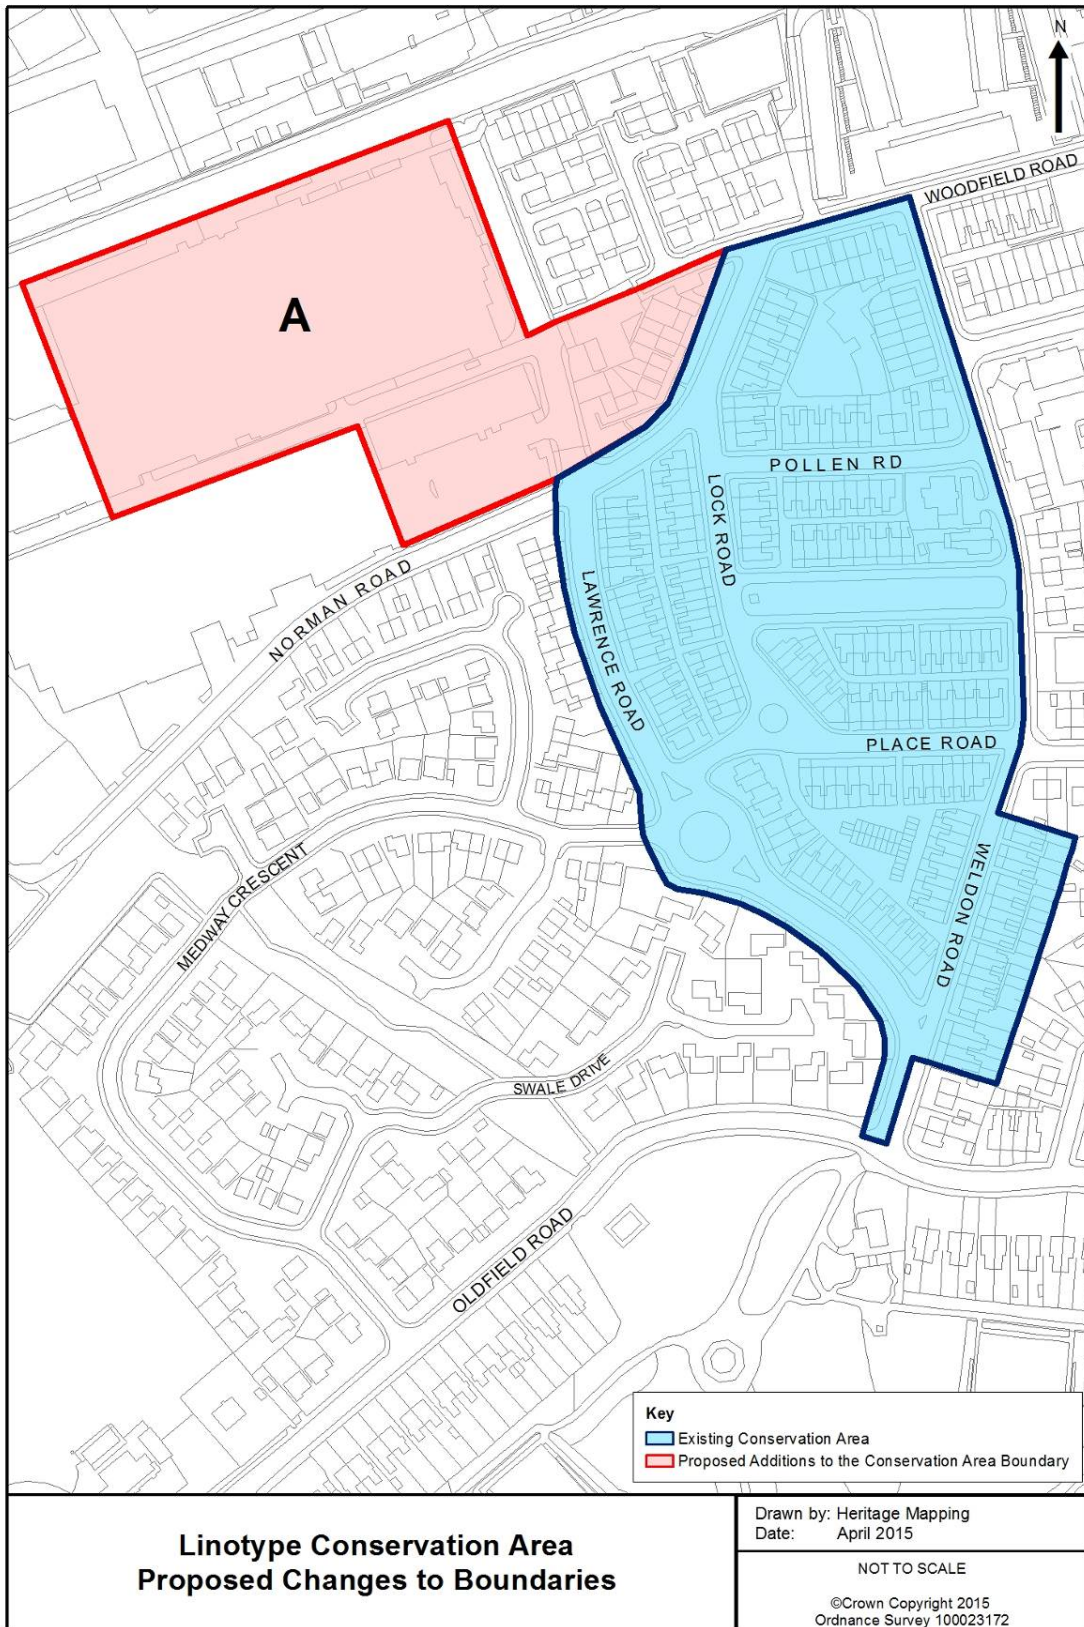 N
WOODFIELD ROAD
A
POLLEN RD
LOCK ROAD
NORMAN ROAD
LAWRENCE ROAD
PLACE ROAD
WELDON ROAD
MEDWAY CRESCENT
SWALE DRIVE
OLDFIELD ROAD
Key
Existing Conservation Area
Proposed Additions to the Conservation Area Boundary
Linotype Conservation Area
Proposed Changes to Boundaries
Drawn by: Heritage Mapping
Date: April 2015
NOT TO SCALE
©Crown Copyright 2015
Ordnance Survey 100023172